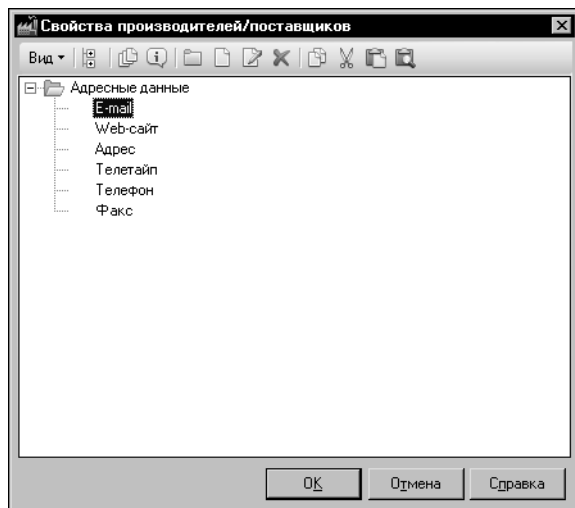 Свойства производителей/поставщиков
Вид
Адресные данные
E-mail
Web-сайт
Адрес
Телетайп
Телефон
Факс
OK Отмена Справка